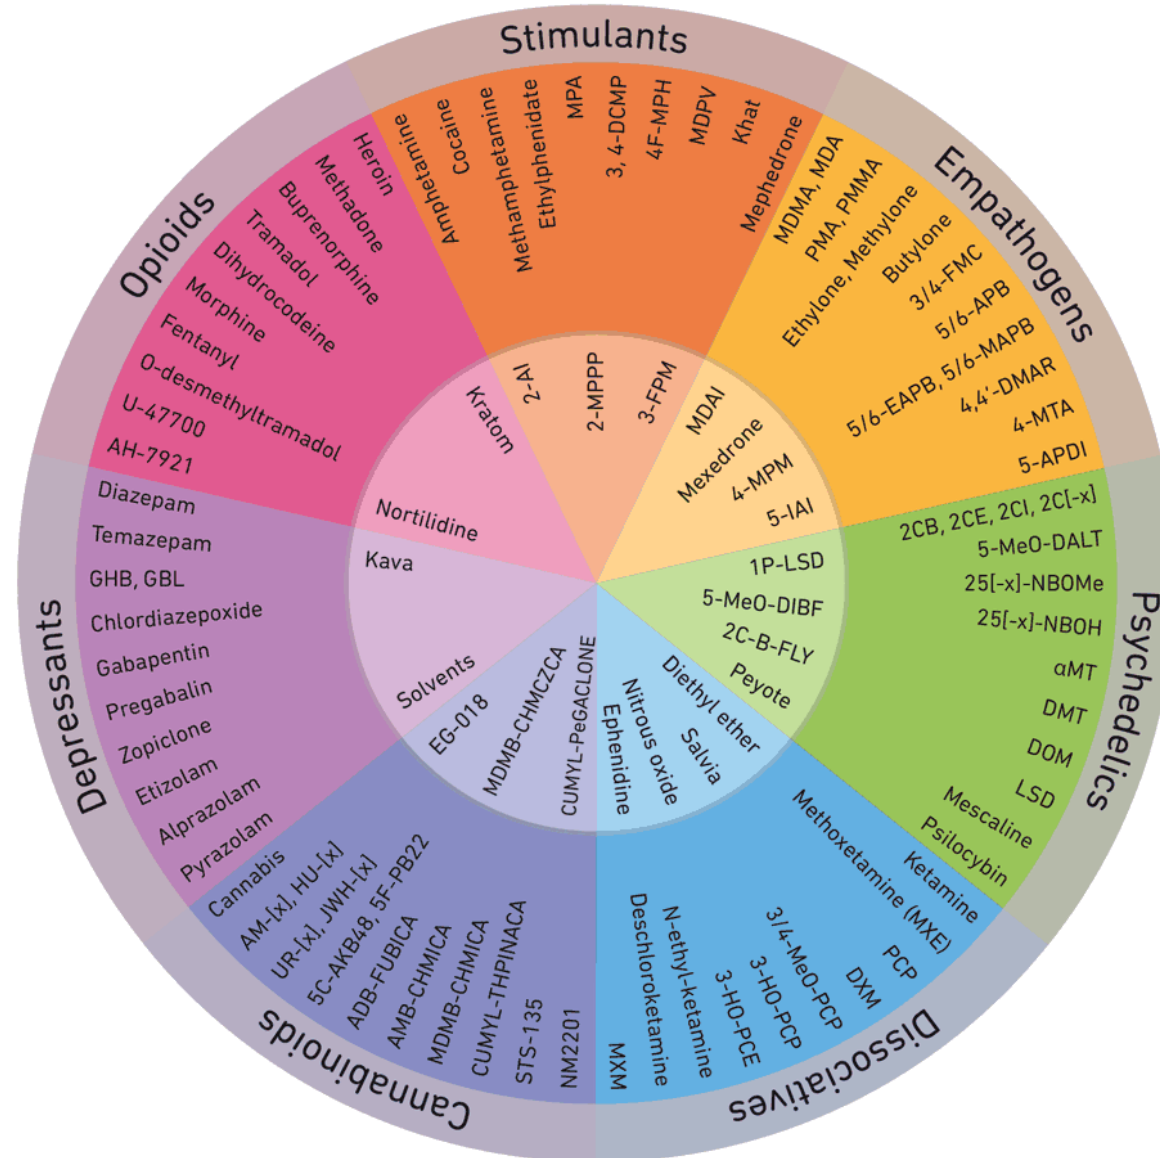 Stimulants
Amphetamine
Cocaine
Methamphetamine
Ethylphenidate
MPA
3, 4-DCMP
4F-MPH
MDPV
Khat
Mephedrone
2-AI
2-MPPP
3-FPM
Empathogens
MDMA, MDA
PMA, PMMA
Ethylone, Methylone
Butylone
3/4-FMC
5/6-APB
5/6-EAPB, 5/6-MAPB
4,4'-DMAR
4-MTA
5-APDI
MDAI
Mexedrone
4-MPM
5-IAI
Psychedelics
2CB, 2CE, 2CI, 2C[-x]
5-MeO-DALT
25[-x]-NBOMe
25[-x]-NBOH
αMT
DMT
DOM
LSD
Mescaline
Psilocybin
1P-LSD
5-MeO-DIBF
2C-B-FLY
Peyote
Dissociatives
Ketamine
Methoxetamine (MXE)
PCP
DXM
3/4-MeO-PCP
3-HO-PCP
3-HO-PCE
N-ethyl-ketamine
Deschloroketamine
MXM
Diethyl ether
Salvia
Nitrous oxide
Ephenidine
Cannabinoids
NM2201
STS-135
CUMYL-THPINACA
MDMB-CHMICA
AMB-CHMICA
ADB-FUBICA
5C-AKB48, 5F-PB22
UR-[x], JWH-[x]
AM-[x], HU-[x]
Cannabis
CUMYL-PeGACLONE
MDMB-CHMCZCA
EG-018
Depressants
Pyrazolam
Alprazolam
Etizolam
Zopiclone
Pregabalin
Gabapentin
Chlordiazepoxide
GHB, GBL
Temazepam
Diazepam
Solvents
Kava
Opioids
AH-7921
U-47700
O-desmethyltramadol
Fentanyl
Morphine
Dihydrocodeine
Tramadol
Buprenorphine
Methadone
Heroin
Nortilidine
Kratom